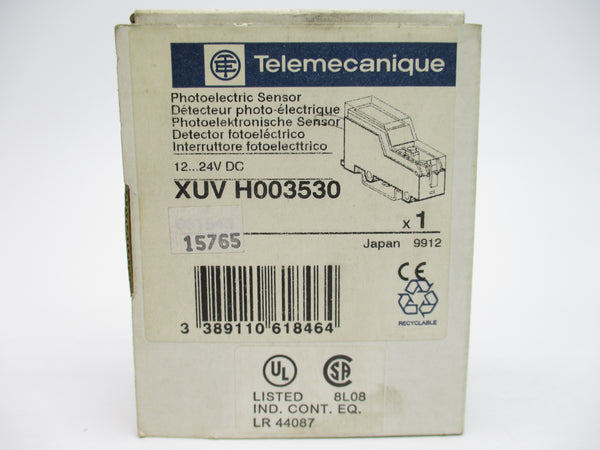 Telemecanique
Photoelectric Sensor
Détecteur photo-électrique
Photoelektronische Sensor
Detector fotoeléctrico
Interruttore fotoelecttrico
12...24V DC
XUV H003530
15765
x 1
Japan 9912
CE
3 389110 618464
RECYCLABLE
UL SA
LISTED 8L08
IND. CONT. EQ.
LR 44087